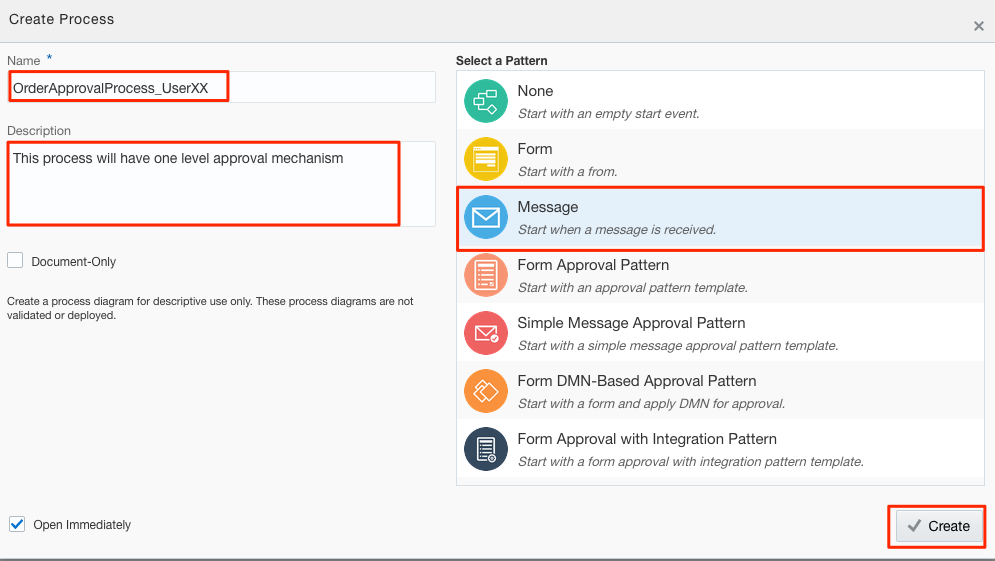 Create Process
Name *
OrderApprovalProcess_UserXX
Description
This process will have one level approval mechanism
Document-Only
Create a process diagram for descriptive use only. These process diagrams are not
validated or deployed.
Select a Pattern
None
Start with an empty start event.
Form
Start with a from.
Message
Start when a message is received.
Form Approval Pattern
Start with an approval pattern template.
Simple Message Approval Pattern
Start with a simple message approval pattern template.
Form DMN-Based Approval Pattern
Start with a form and apply DMN for approval.
Form Approval with Integration Pattern
Start with a form approval with integration pattern template.
Open Immediately
Create